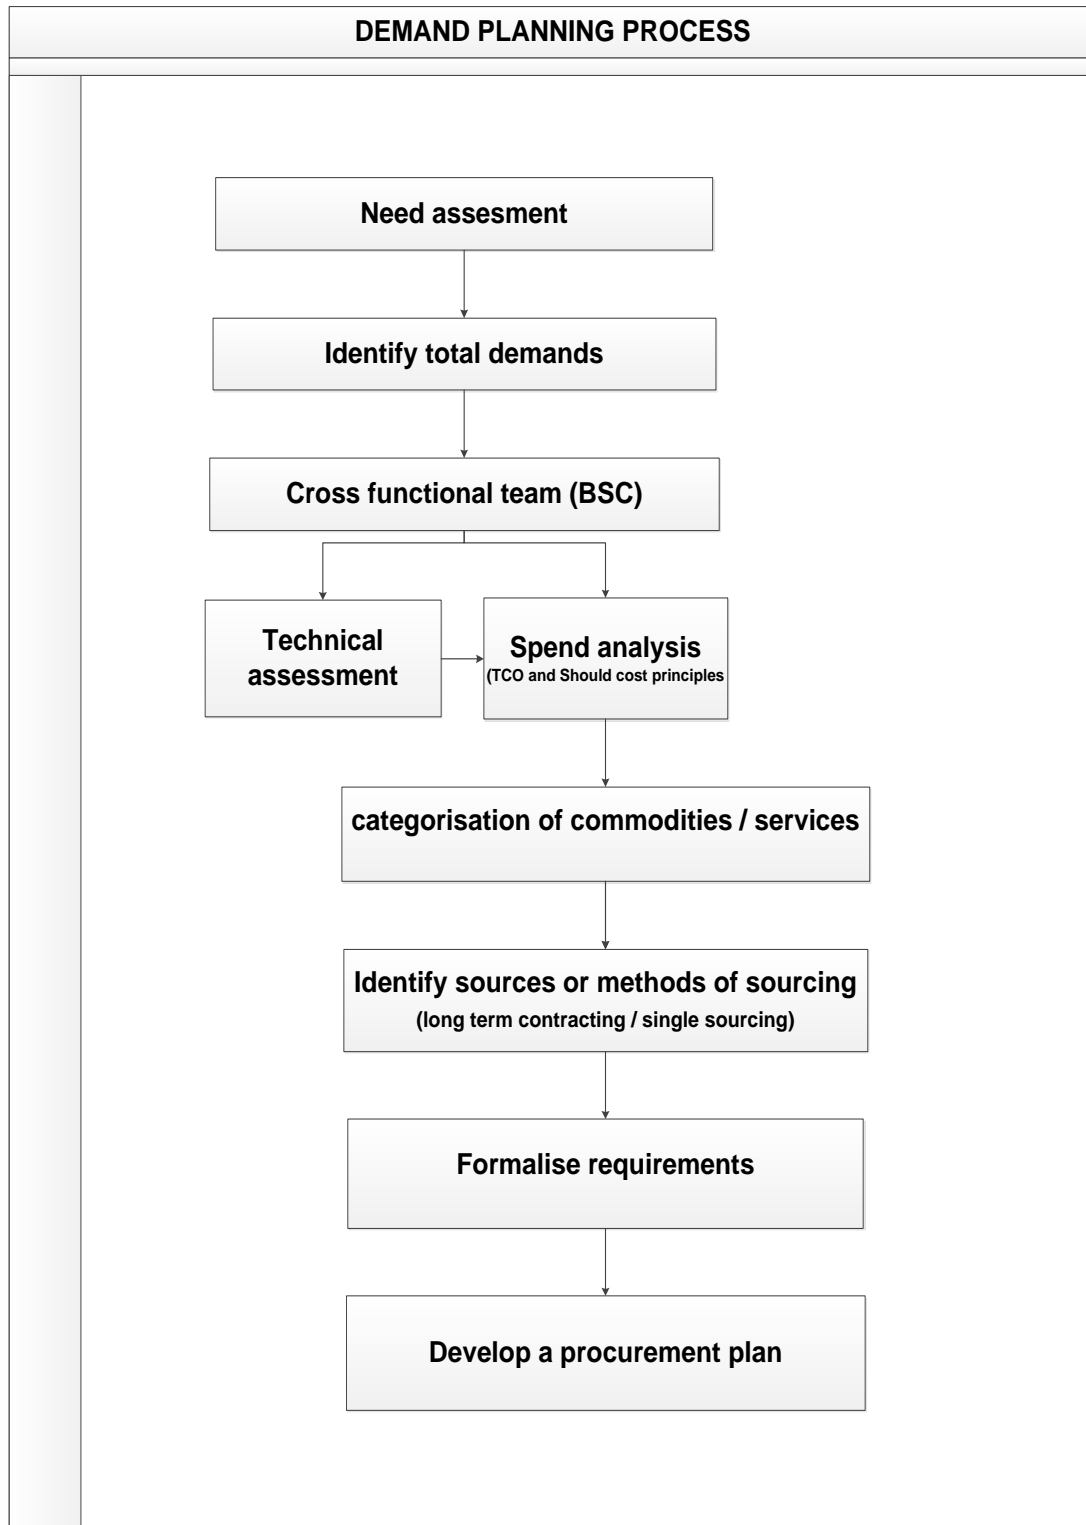 DEMAND PLANNING PROCESS
Need assesment
Identify total demands
Cross functional team (BSC)
Technical
assessment
Spend analysis
(TCO and Should cost principles
categorisation of commodities / services
Identify sources or methods of sourcing
(long term contracting / single sourcing)
Formalise requirements
Develop a procurement plan